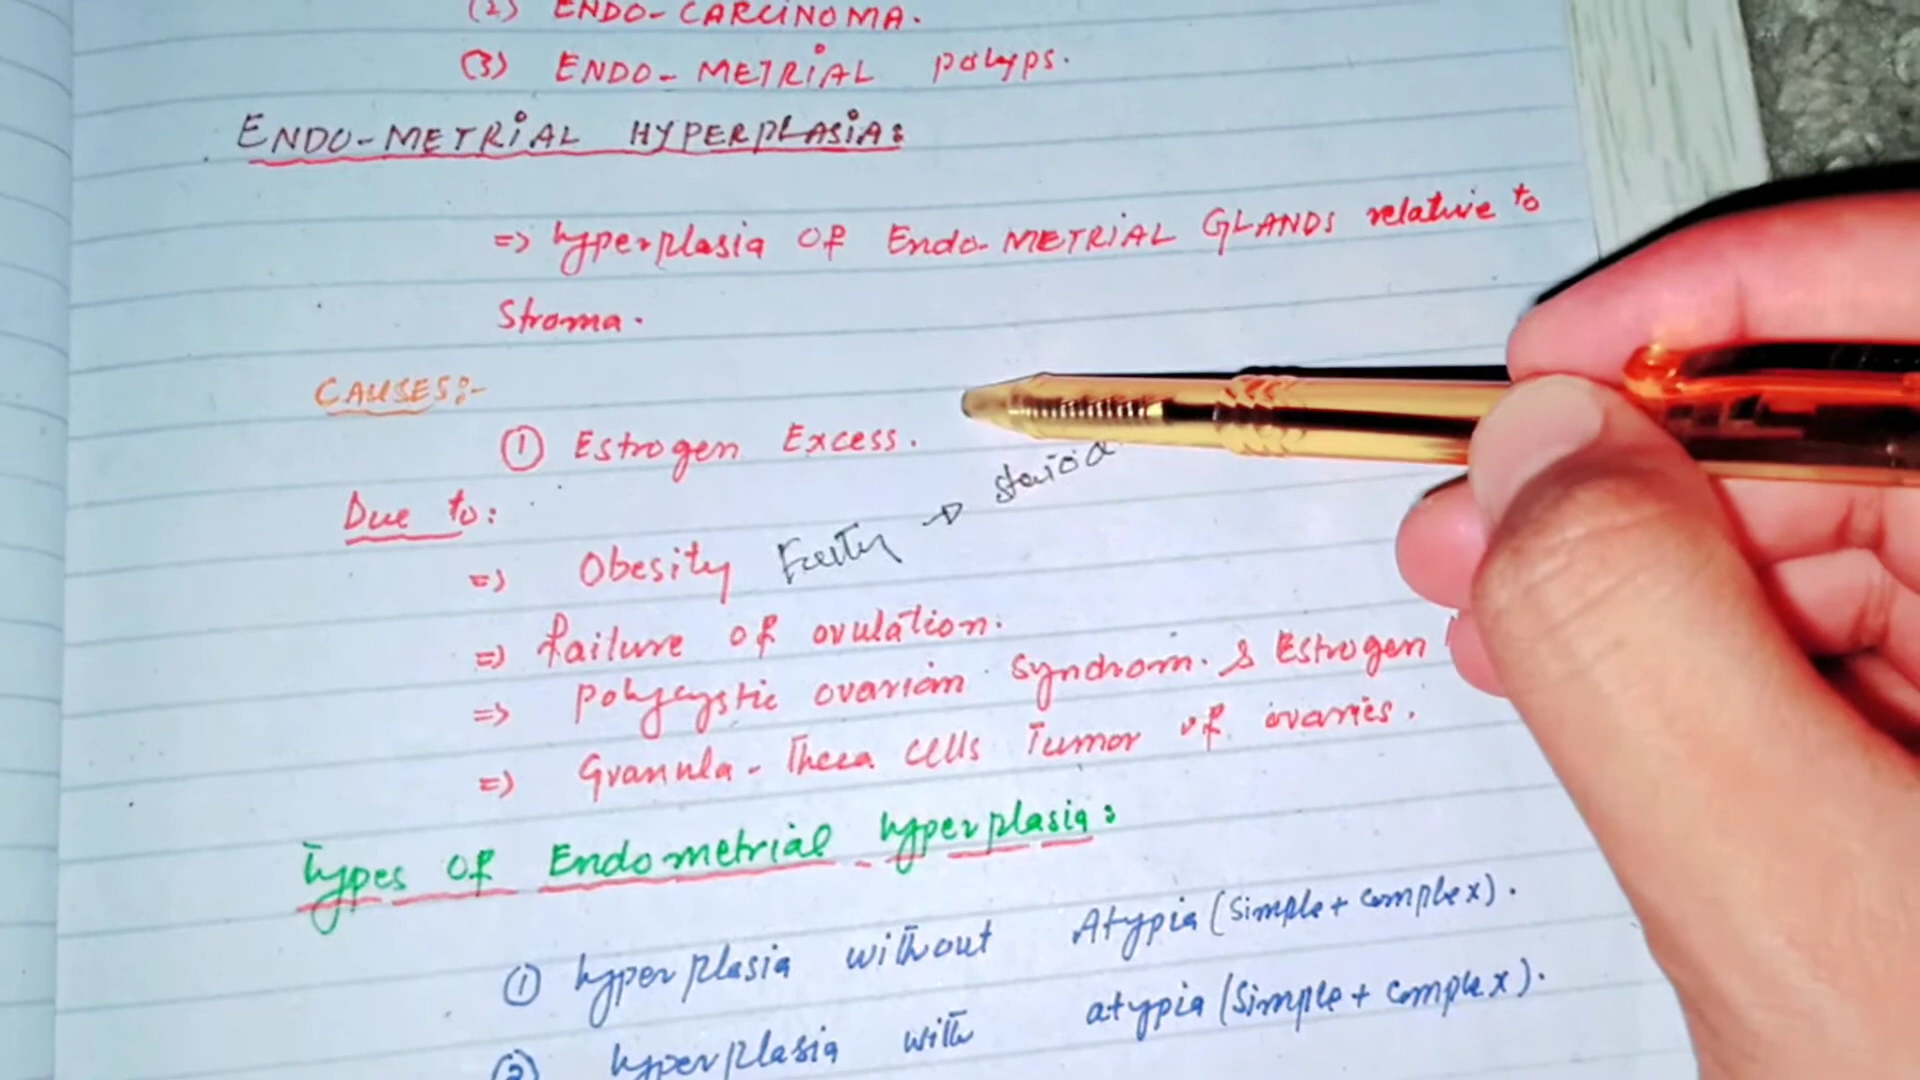 (2) ENDO-CARCINOMA.
(3) ENDO-METRIAL polyps.
ENDO-METRIAL HYPERPLASIA:
=> hyperplasia OF Endo-METRIAL GLANDS relative to
Stroma.
CAUSES:-
① Estrogen Excess.
Due to:
=> Obesity
=> failure of ovulation.
=> polycystic ovarian syndrom. & Estrogen
=> Granula-Theca cells Tumor of ovaries.
Types OF Endometrial hyperplasia:
① hyperplasia without Atypia (simple + complex).
② hyperplasia with atypia (simple + complex).